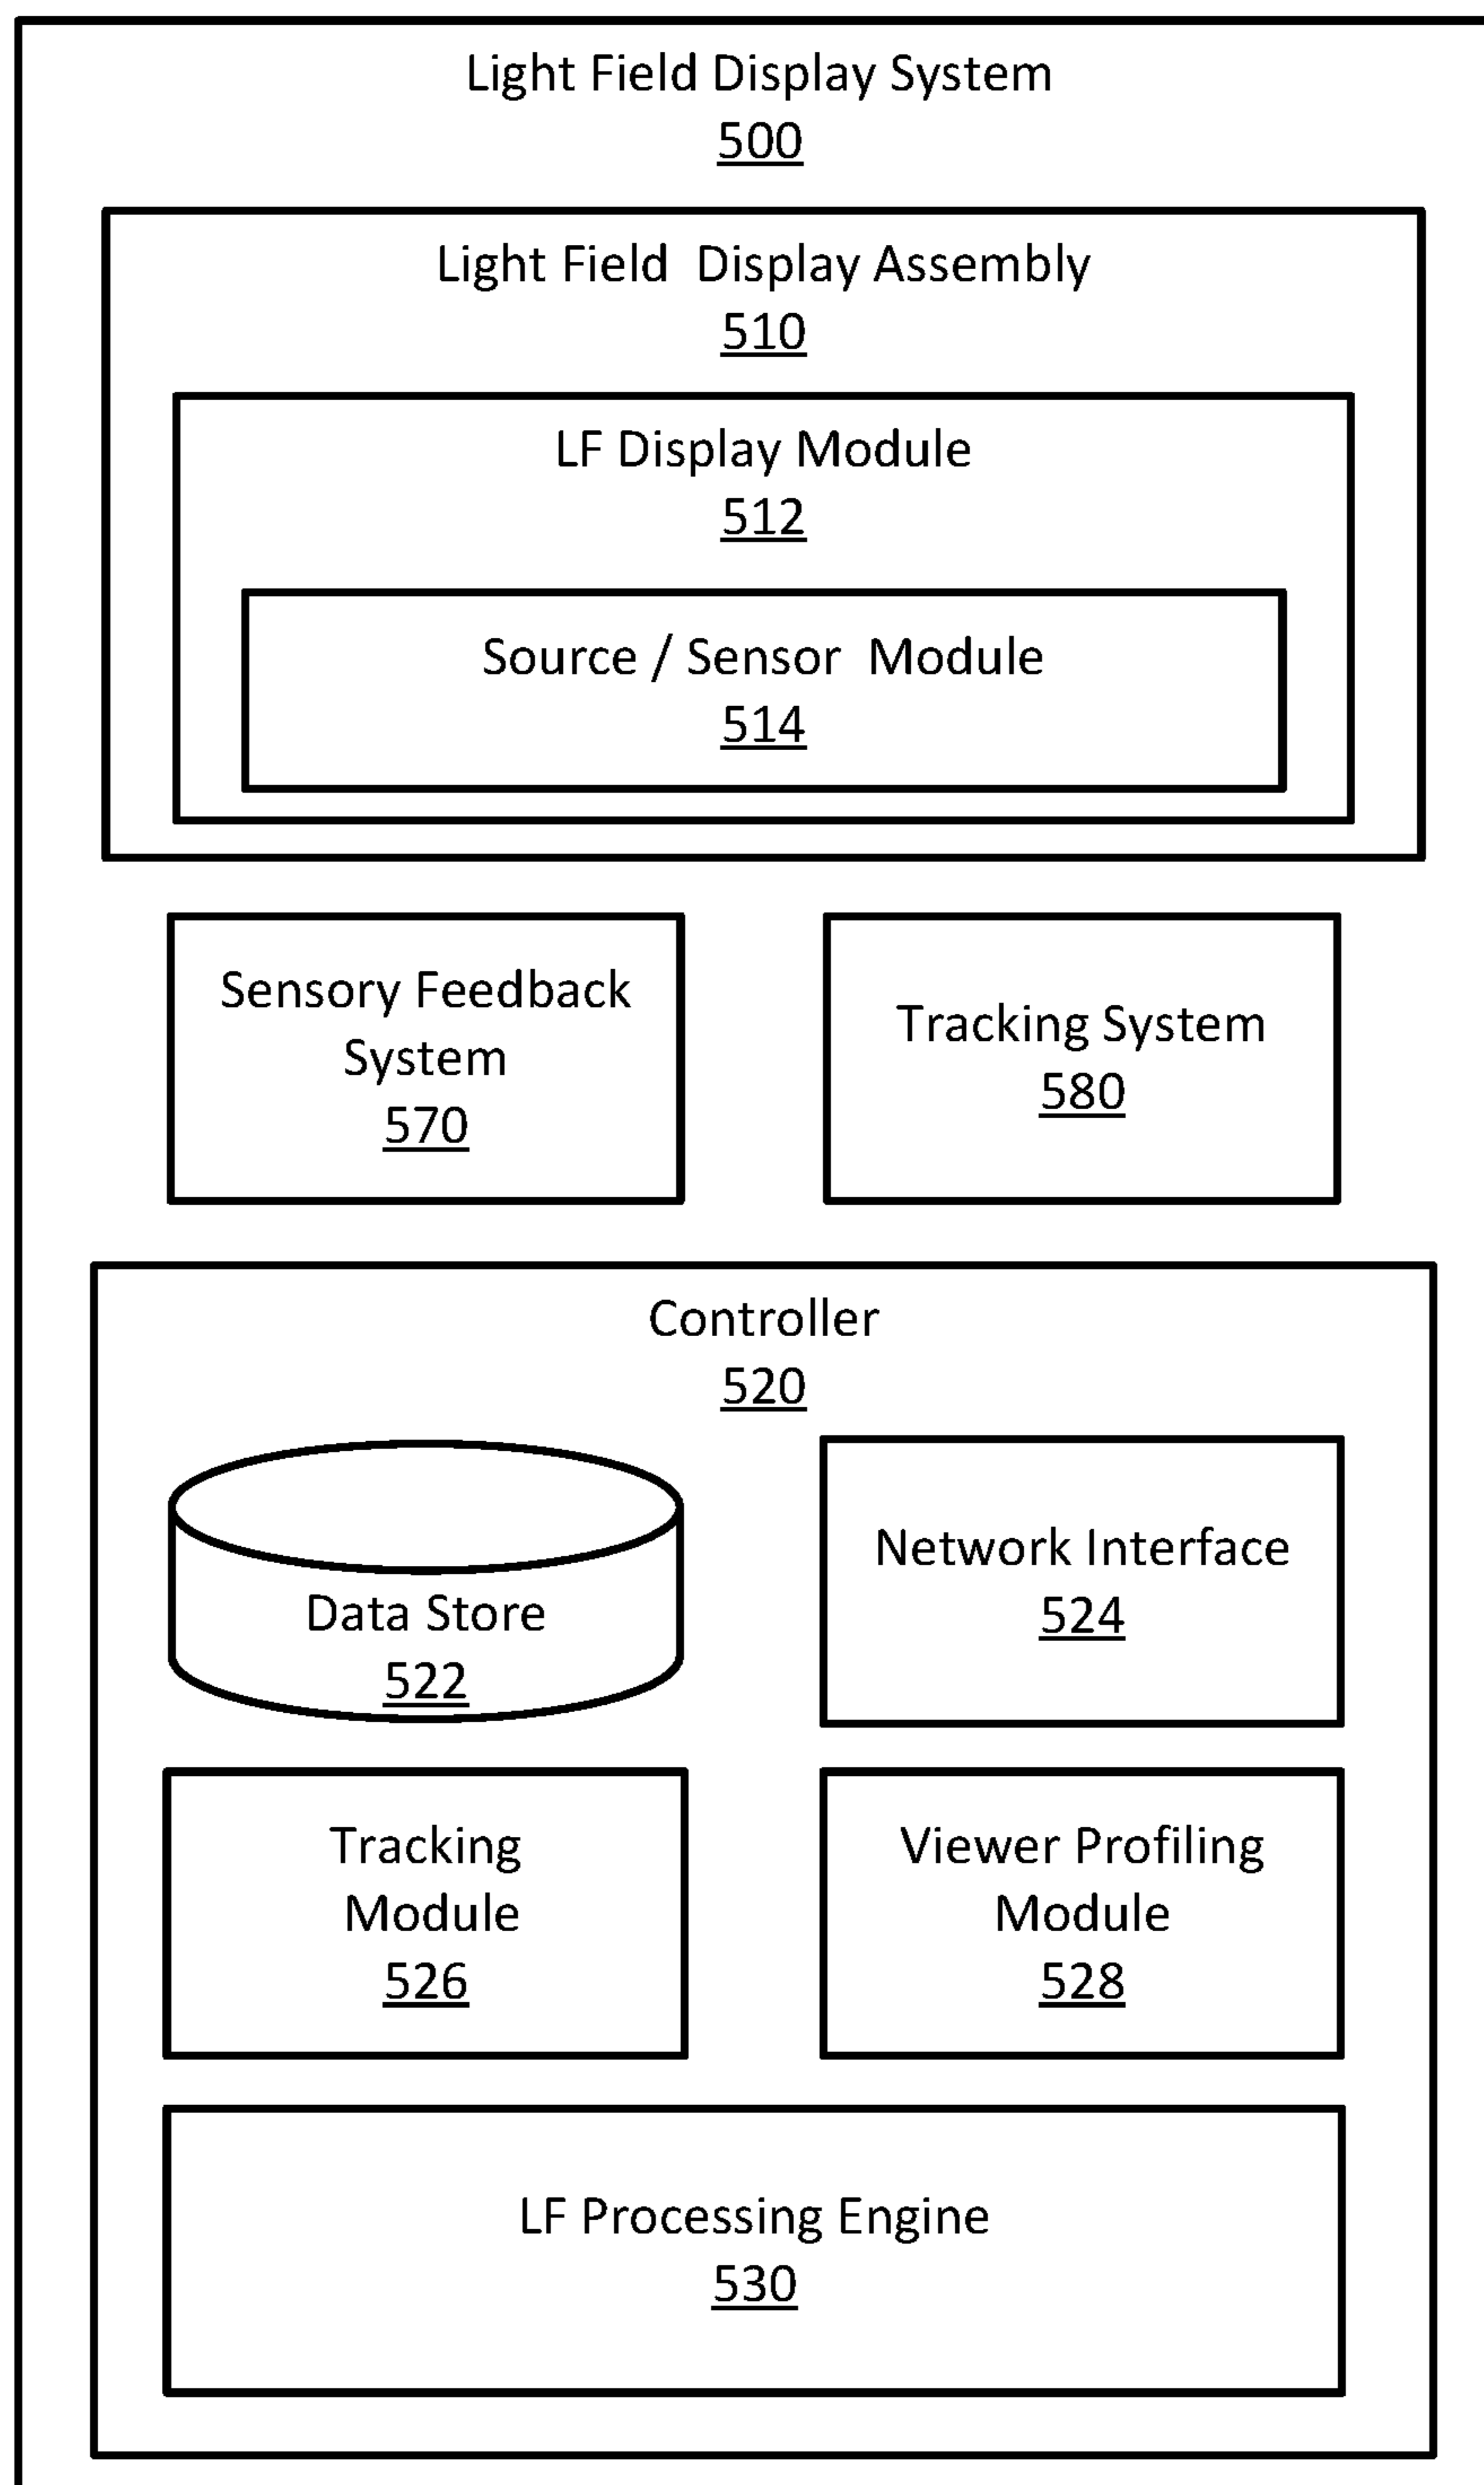 Light Field Display System
500
Light Field Display Assembly
510
LF Display Module
512
Source / Sensor Module
514
Sensory Feedback
System
570
Tracking System
580
Controller
520
Data Store
522
Network Interface
524
Tracking
Module
526
Viewer Profiling
Module
528
LF Processing Engine
530